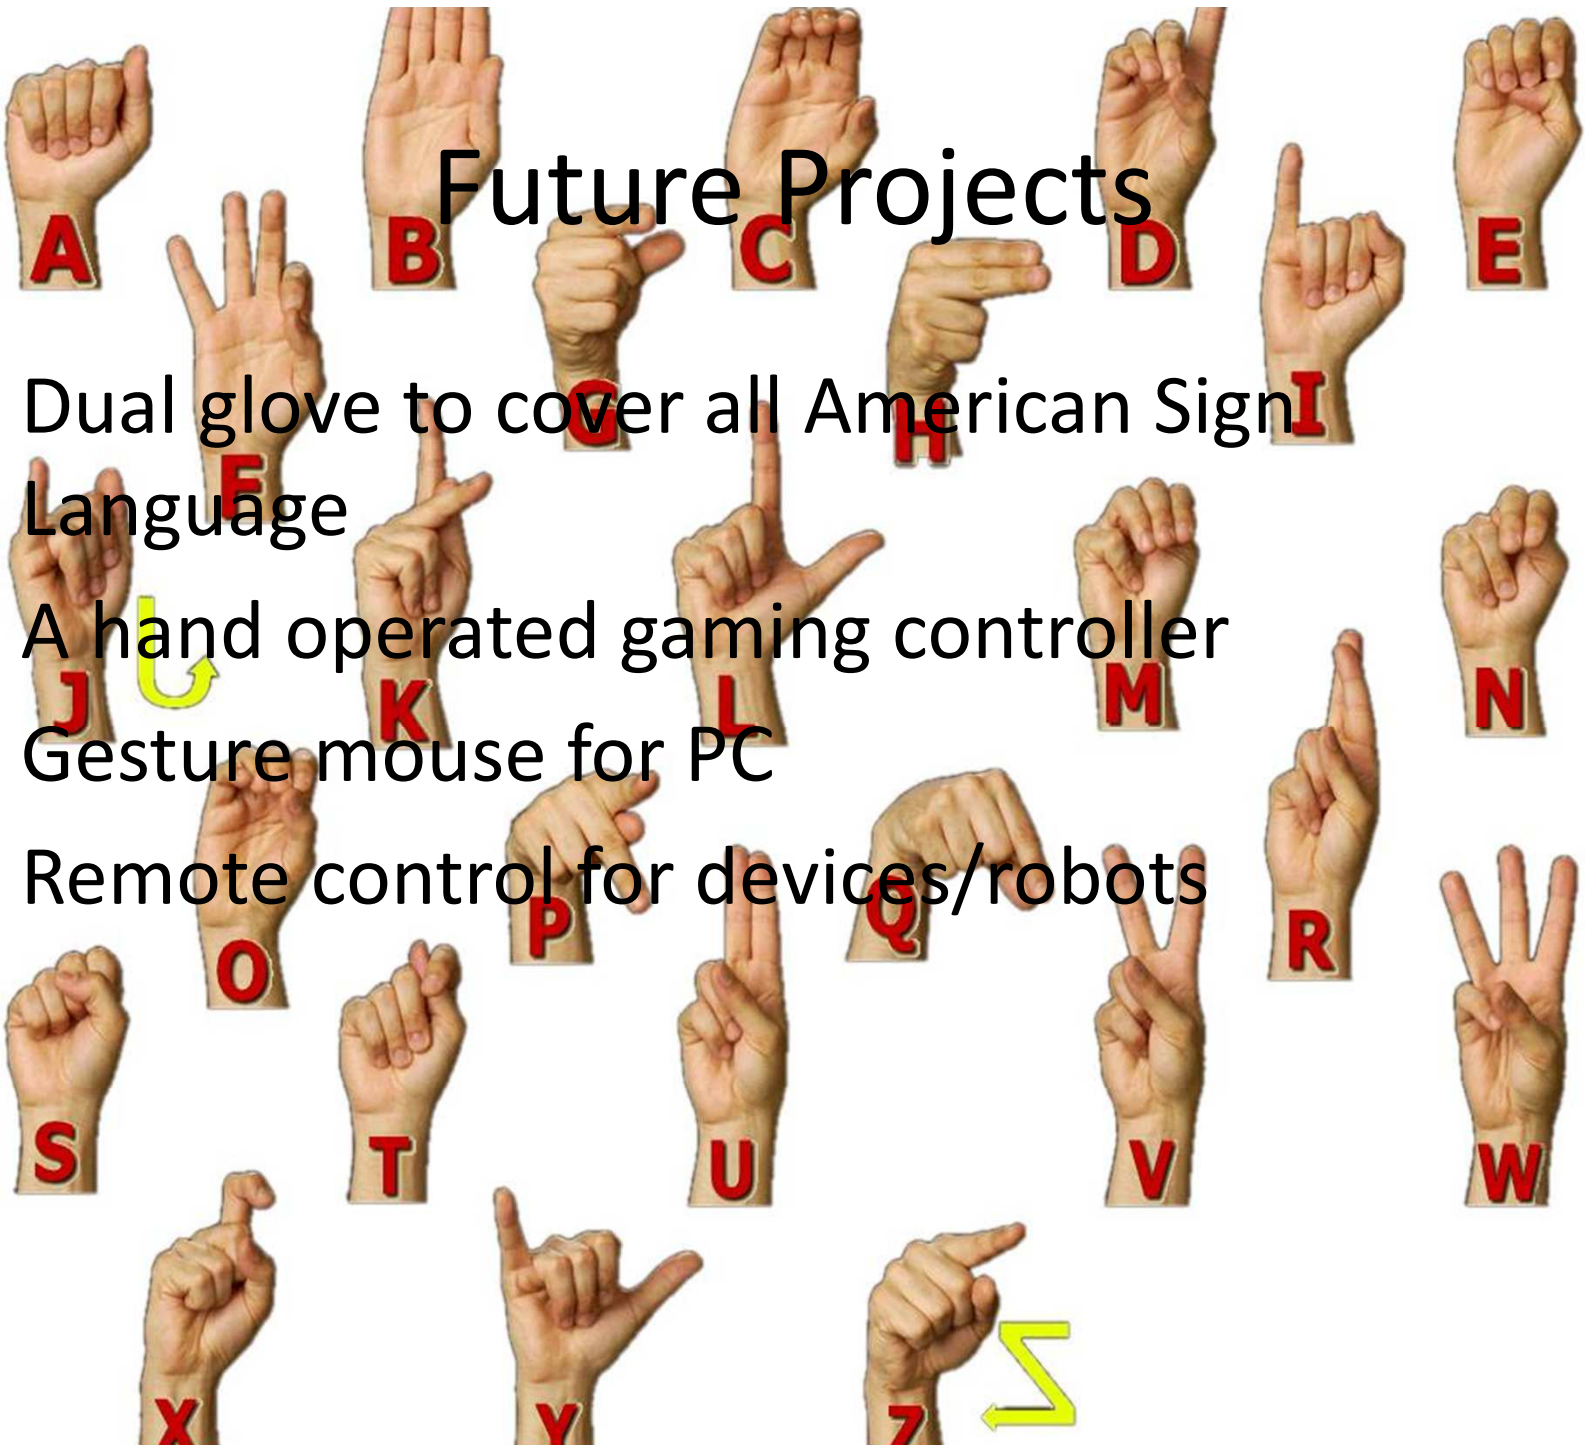 Future Projects
Dual glove to cover all American Sign
Language
A hand operated gaming controller
Gesture mouse for PC
Remote control for devices/robots
A B C D E
F G H I
J K L M N
O P Q R
S T U V W
X Y Z